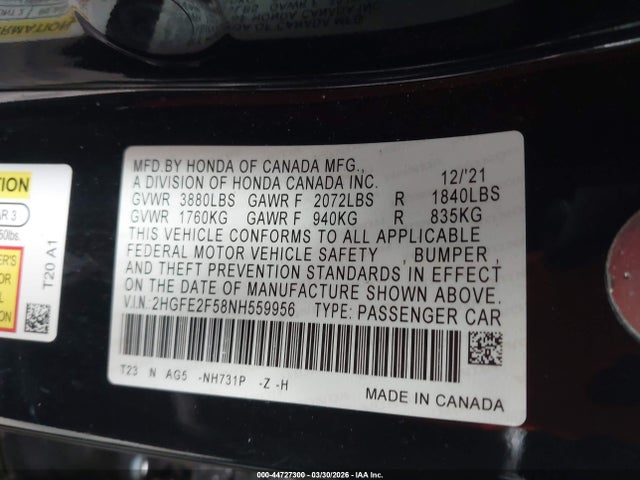 MFD.BY HONDA OF CANADA MFG.,
A DIVISION OF HONDA CANADA INC. 12/'21
GVWR 3880LBS GAWR F 2072LBS R 1840LBS
GVWR 1760KG GAWR F 940KG R 835KG
THIS VEHICLE CONFORMS TO ALL APPLICABLE
FEDERAL MOTOR VEHICLE SAFETY , BUMPER ,
AND THEFT PREVENTION STANDARDS IN EFFECT
ON THE DATE OF MANUFACTURE SHOWN ABOVE.
V.I.N: 2HGFE2F58NH559956 TYPE: PASSENGER CAR
T23 N AG5 -NH731P -Z -H
MADE IN CANADA
T20 A1
000-44727300 - 03/30/2026 - IAA Inc.